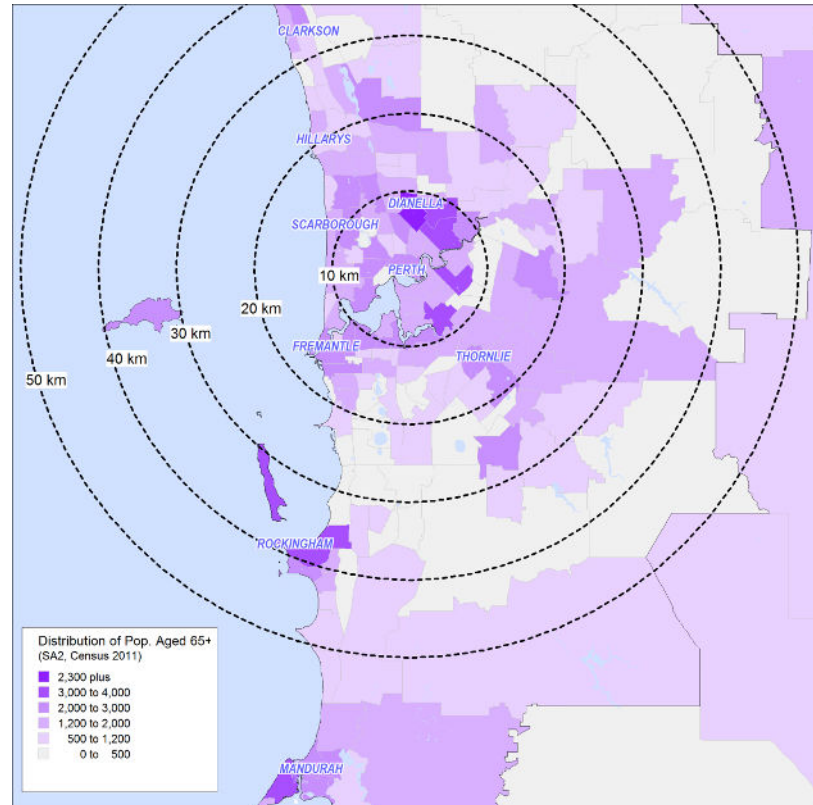 CLARKSON
HILLARYS
DIANELLA
SCARBOROUGH
PERTH
10 km
20 km
30 km
FREMANTLE
THORNLIE
40 km
50 km
ROCKINGHAM
Distribution of Pop. Aged 65+
(SA2, Census 2011)
2,300 plus
3,000 to 4,000
2,000 to 3,000
1,200 to 2,000
500 to 1,200
0 to 500
MANDURAH